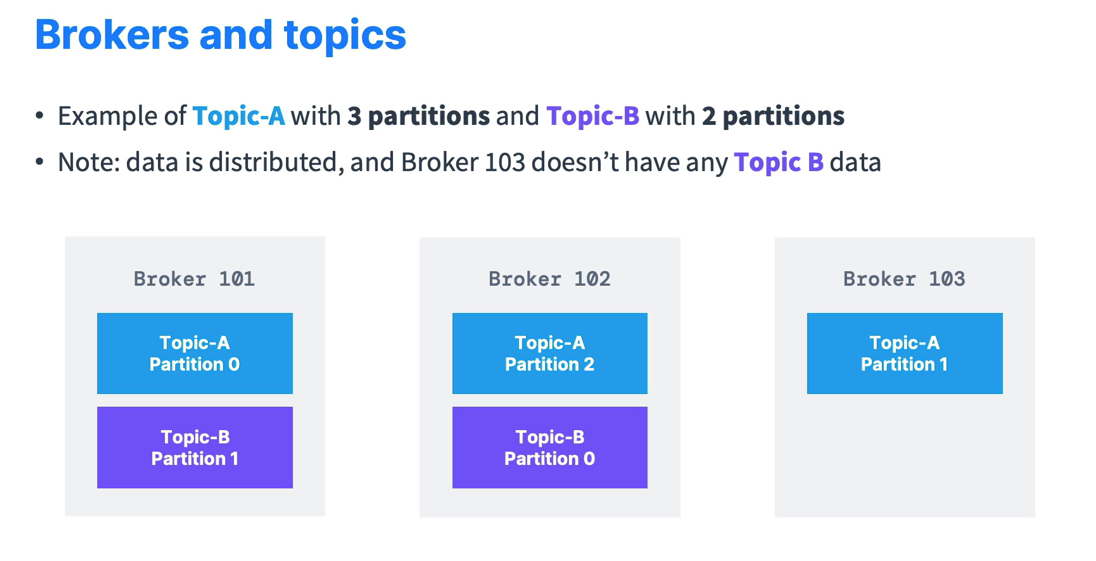 Brokers and topics
• Example of Topic-A with 3 partitions and Topic-B with 2 partitions
• Note: data is distributed, and Broker 103 doesn’t have any Topic B data
Broker 101
Topic-A
Partition 0
Topic-B
Partition 1
Broker 102
Topic-A
Partition 2
Topic-B
Partition 0
Broker 103
Topic-A
Partition 1